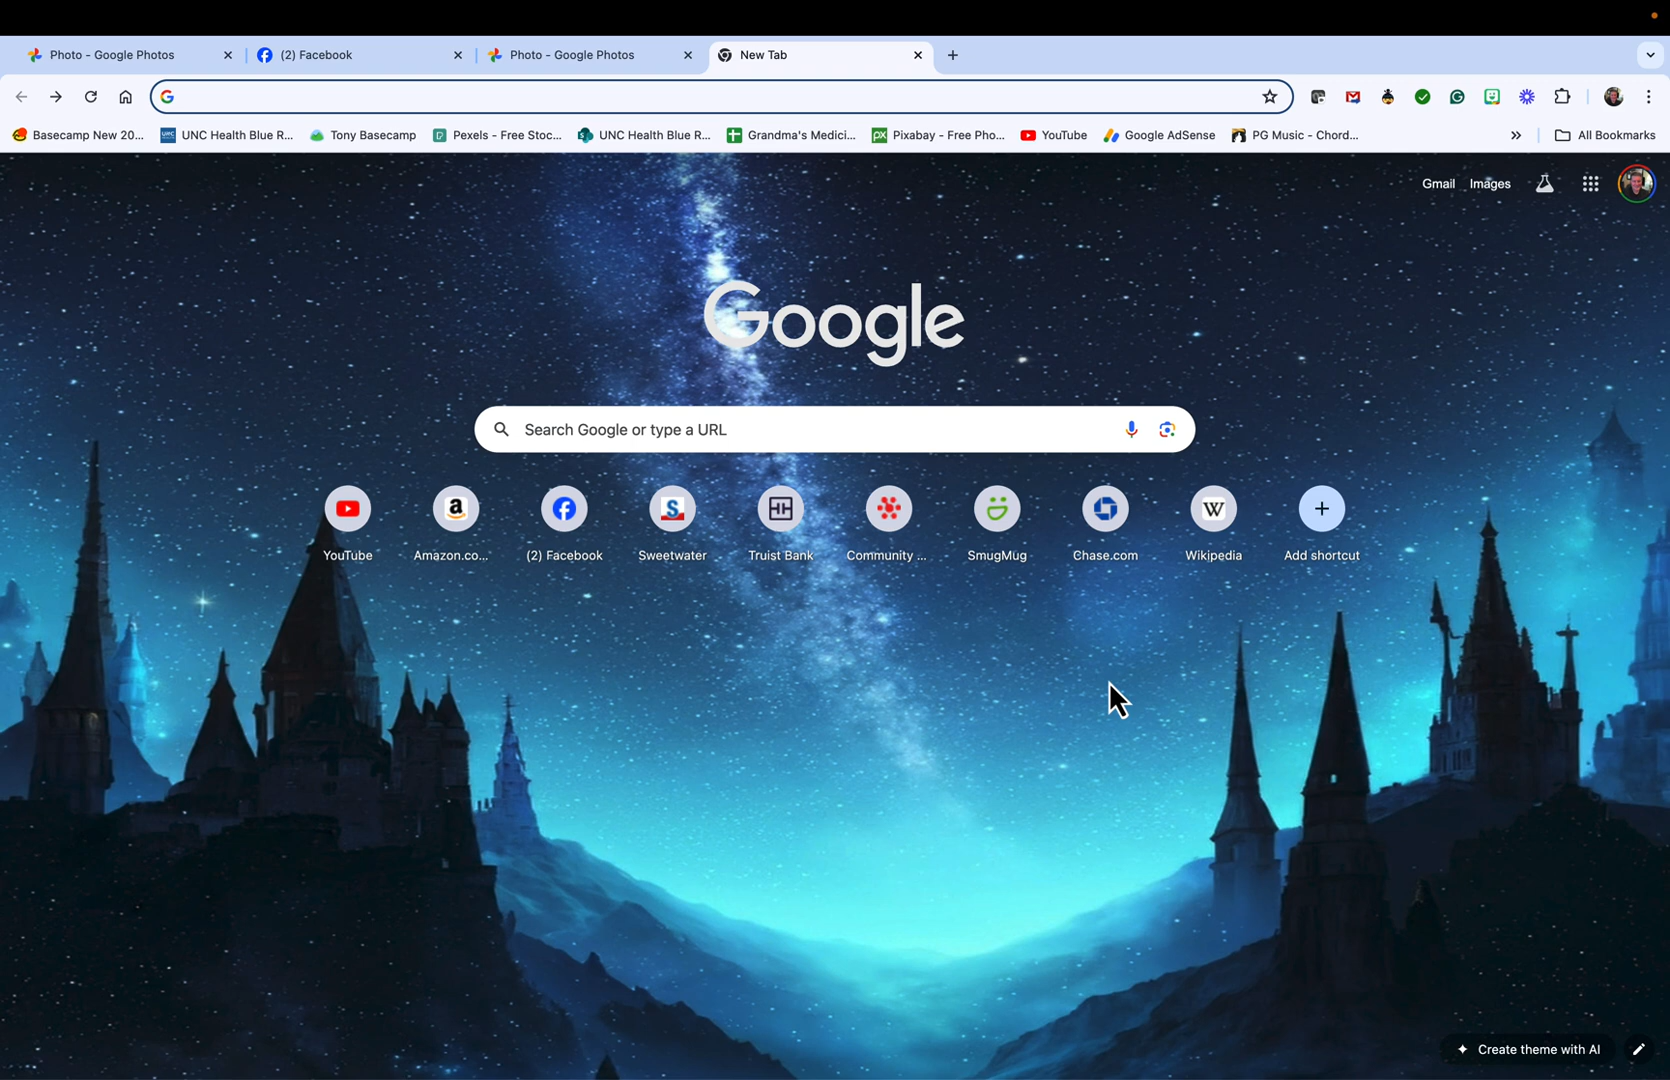 Photo - Google Photos
(2) Facebook
Photo - Google Photos
New Tab
Basecamp New 20...
UNC Health Blue R...
Tony Basecamp
Pexels - Free Stoc...
UNC Health Blue R...
Grandma's Medici...
Pixabay - Free Pho...
YouTube
Google AdSense
PG Music - Chord...
All Bookmarks
Gmail
Images
Google
Search Google or type a URL
YouTube
Amazon.co...
(2) Facebook
Sweetwater
Truist Bank
Community ...
SmugMug
Chase.com
Wikipedia
Add shortcut
Create theme with AI